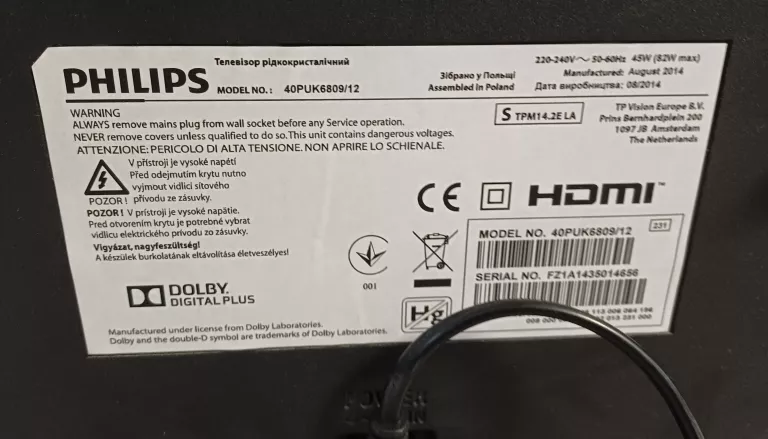 Телевізор рідкокристалічний
PHILIPS MODEL NO.: 40PUK6809/12
Зібрано у Польщі
Assembled in Poland
220-240V~ 50-60Hz 45W (82W max)
Manufactured: August 2014
Дата виробництва: 08/2014
WARNING
ALWAYS remove mains plug from wall socket before any Service operation.
NEVER remove covers unless qualified to do so.This unit contains dangerous voltages.
ATTENZIONE: PERICOLO DI ALTA TENSIONE. NON APRIRE LO SCHIENALE.
S TPM14.2E LA
TP Vision Europe B.V.
Prins Bernhardplein 200
1097 JB Amsterdam
The Netherlands
V přístroji je vysoké napětí
Před odejmutím krytu nutno
vyjmout vidlici síťového
POZOR ! přívodu ze zásuvky.
POZOR ! V prístroji je vysoké napätie.
Pred otvorením krytu je potrebné vybrat
vidlicu elektrického prívodu zo zásuvky.
Vigyázat, nagyfeszültség!
A készülek burkolatának eltávolítása életveszélyes!
CE HDMI™
001
MODEL NO. 40PUK6809/12
231
SERIAL NO. FZ1A1435014656
DOLBY
DIGITAL PLUS
Hg
Manufactured under license from Dolby Laboratories.
Dolby and the double-D symbol are trademarks of Dolby Laboratories.